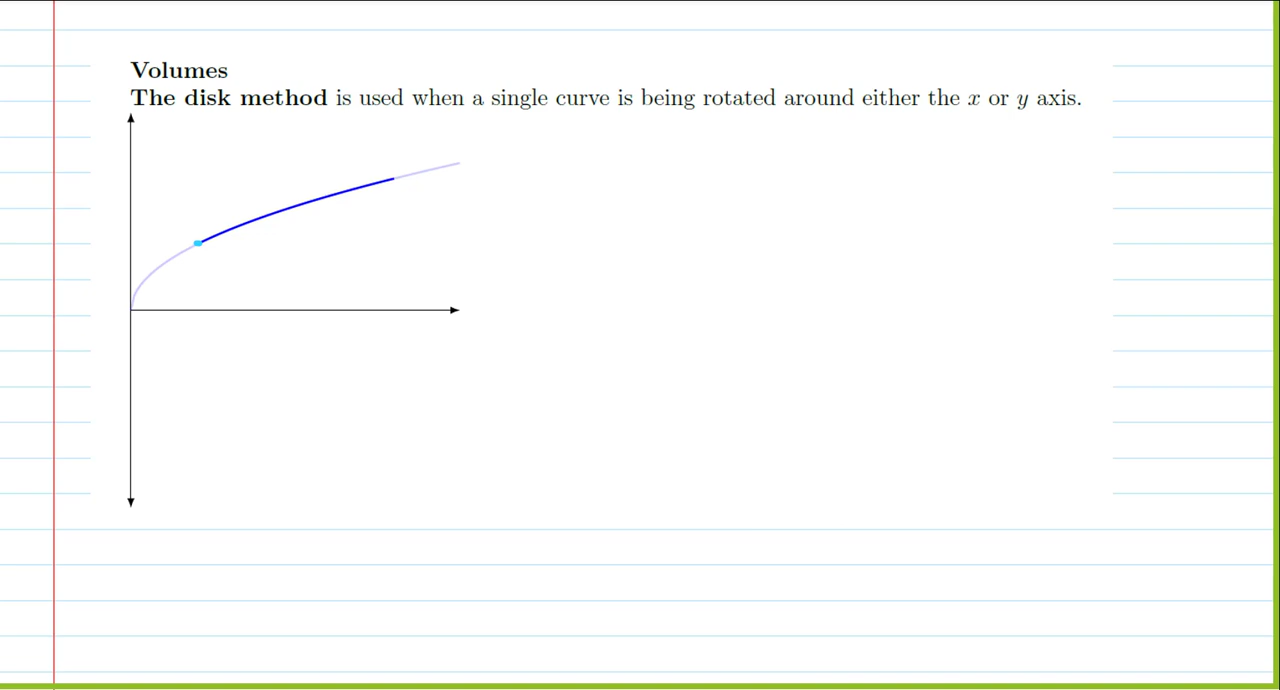 Volumes
The disk method is used when a single curve is being rotated around either the x or y axis.